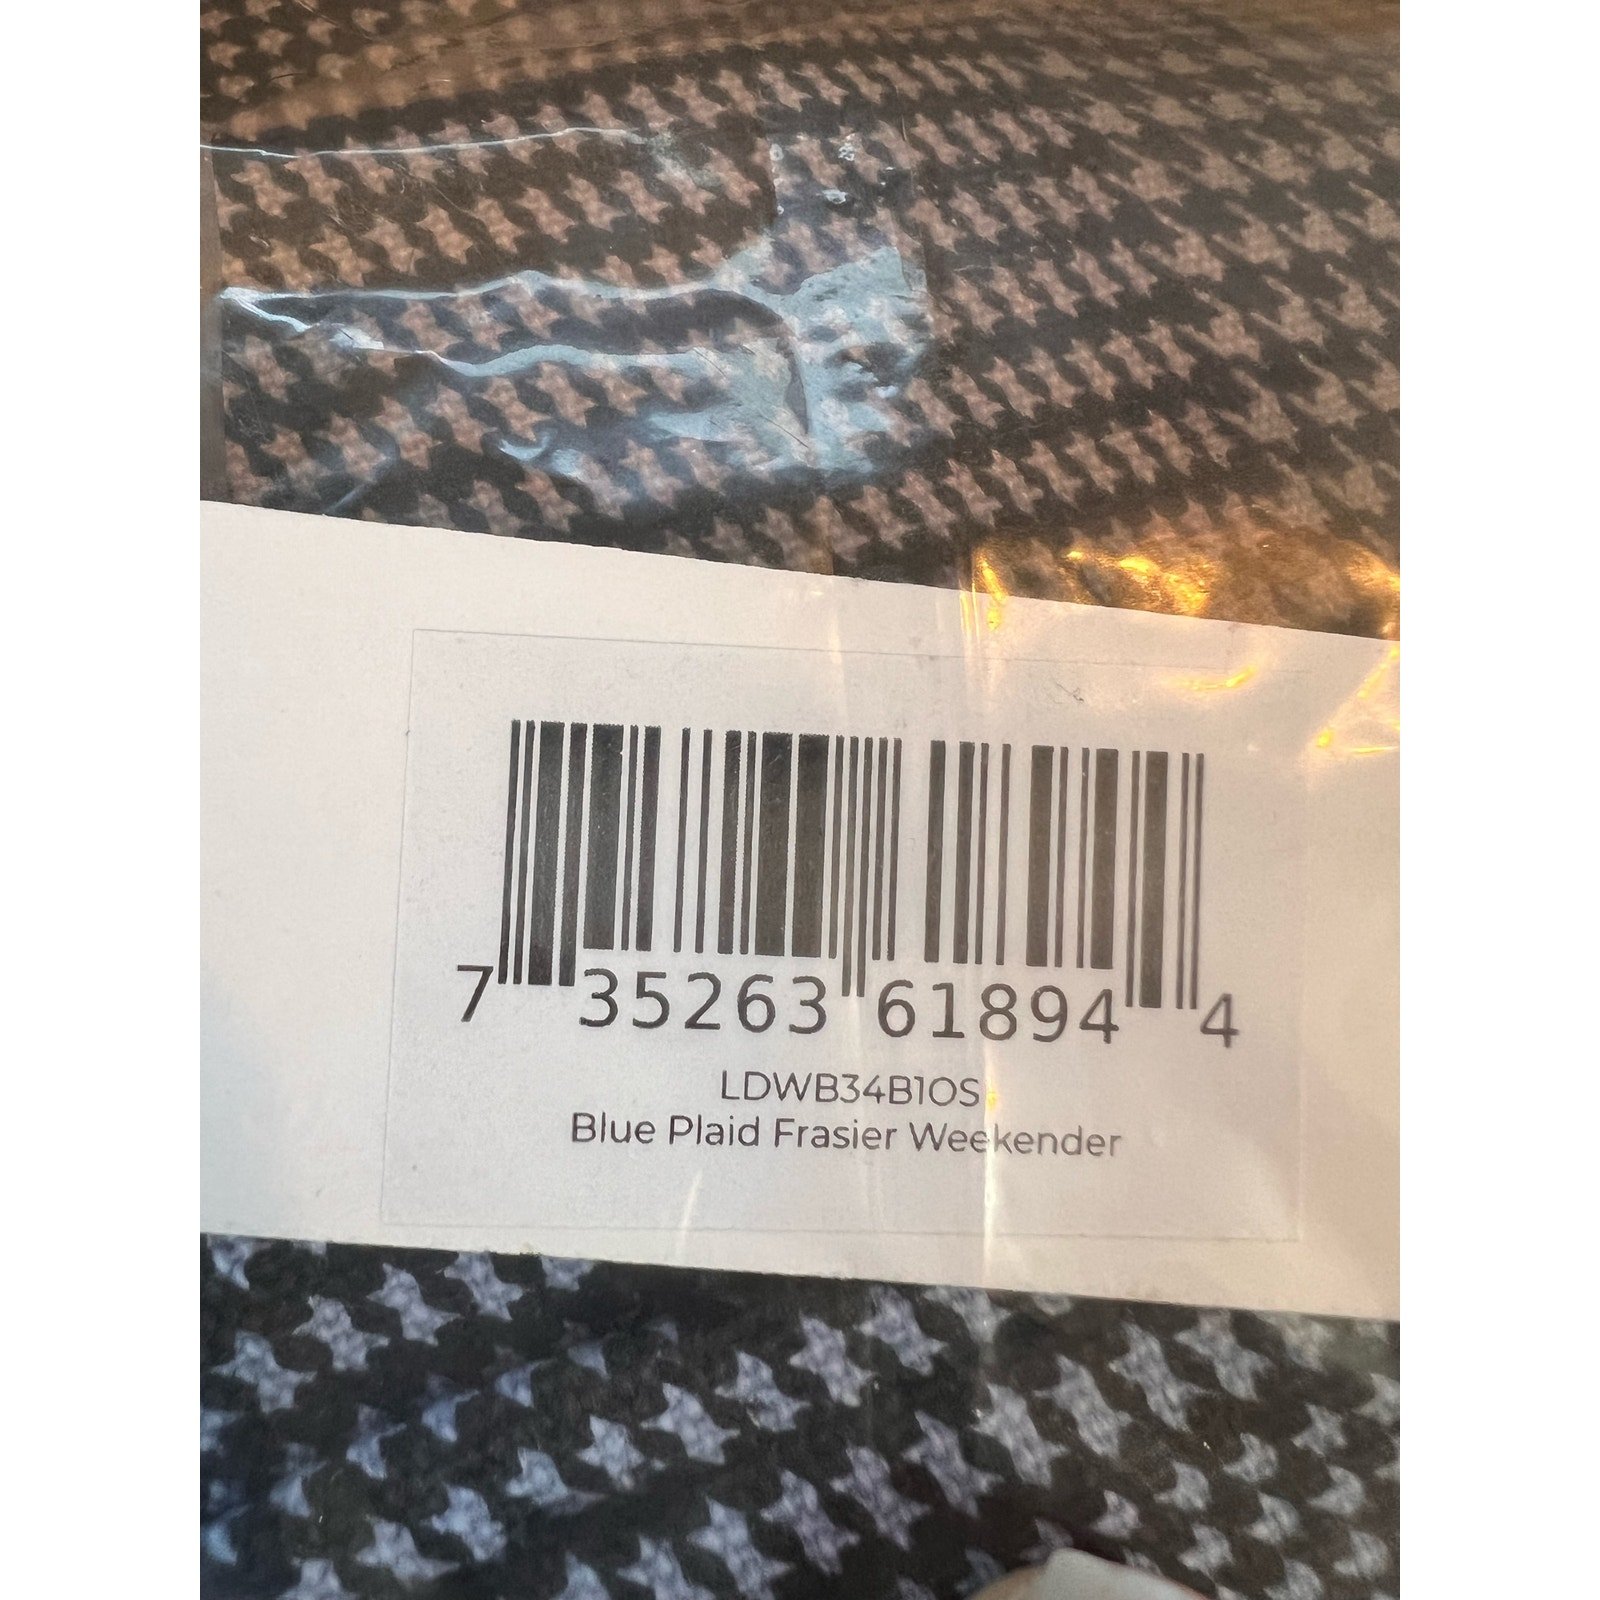 7 35263 61894 4
LDWB34B1OS
Blue Plaid Frasier Weekender